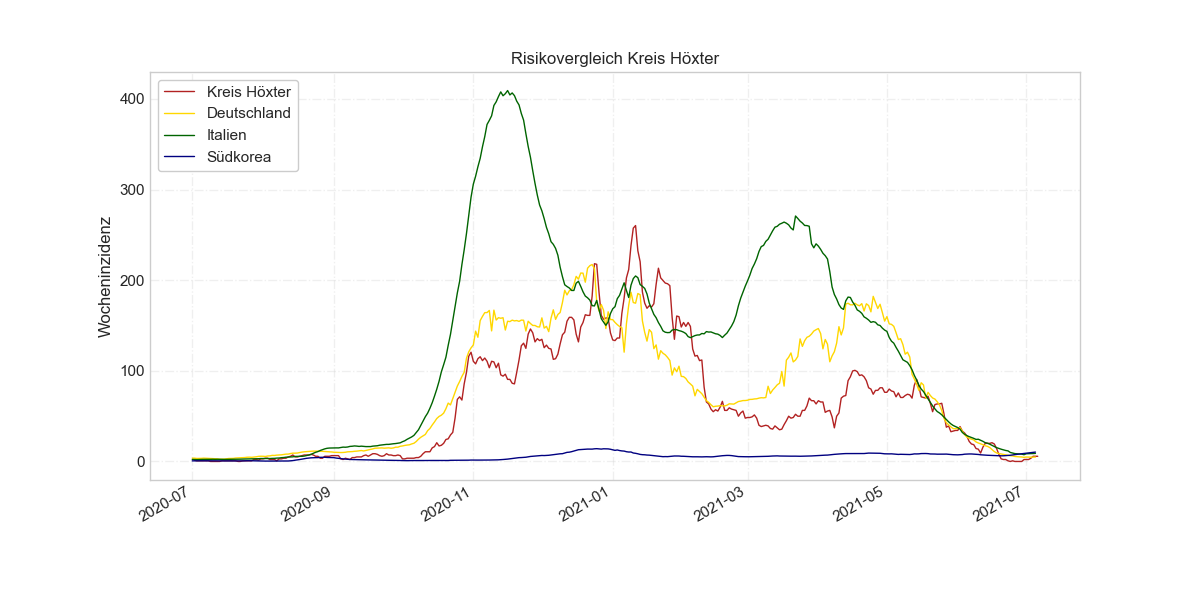 Risikovergleich Kreis Höxter
Kreis Höxter
Deutschland
Italien
Südkorea
Wocheninzidenz
400
300
200
100
0
2020-07
2020-09
2020-11
2021-01
2021-03
2021-05
2021-07